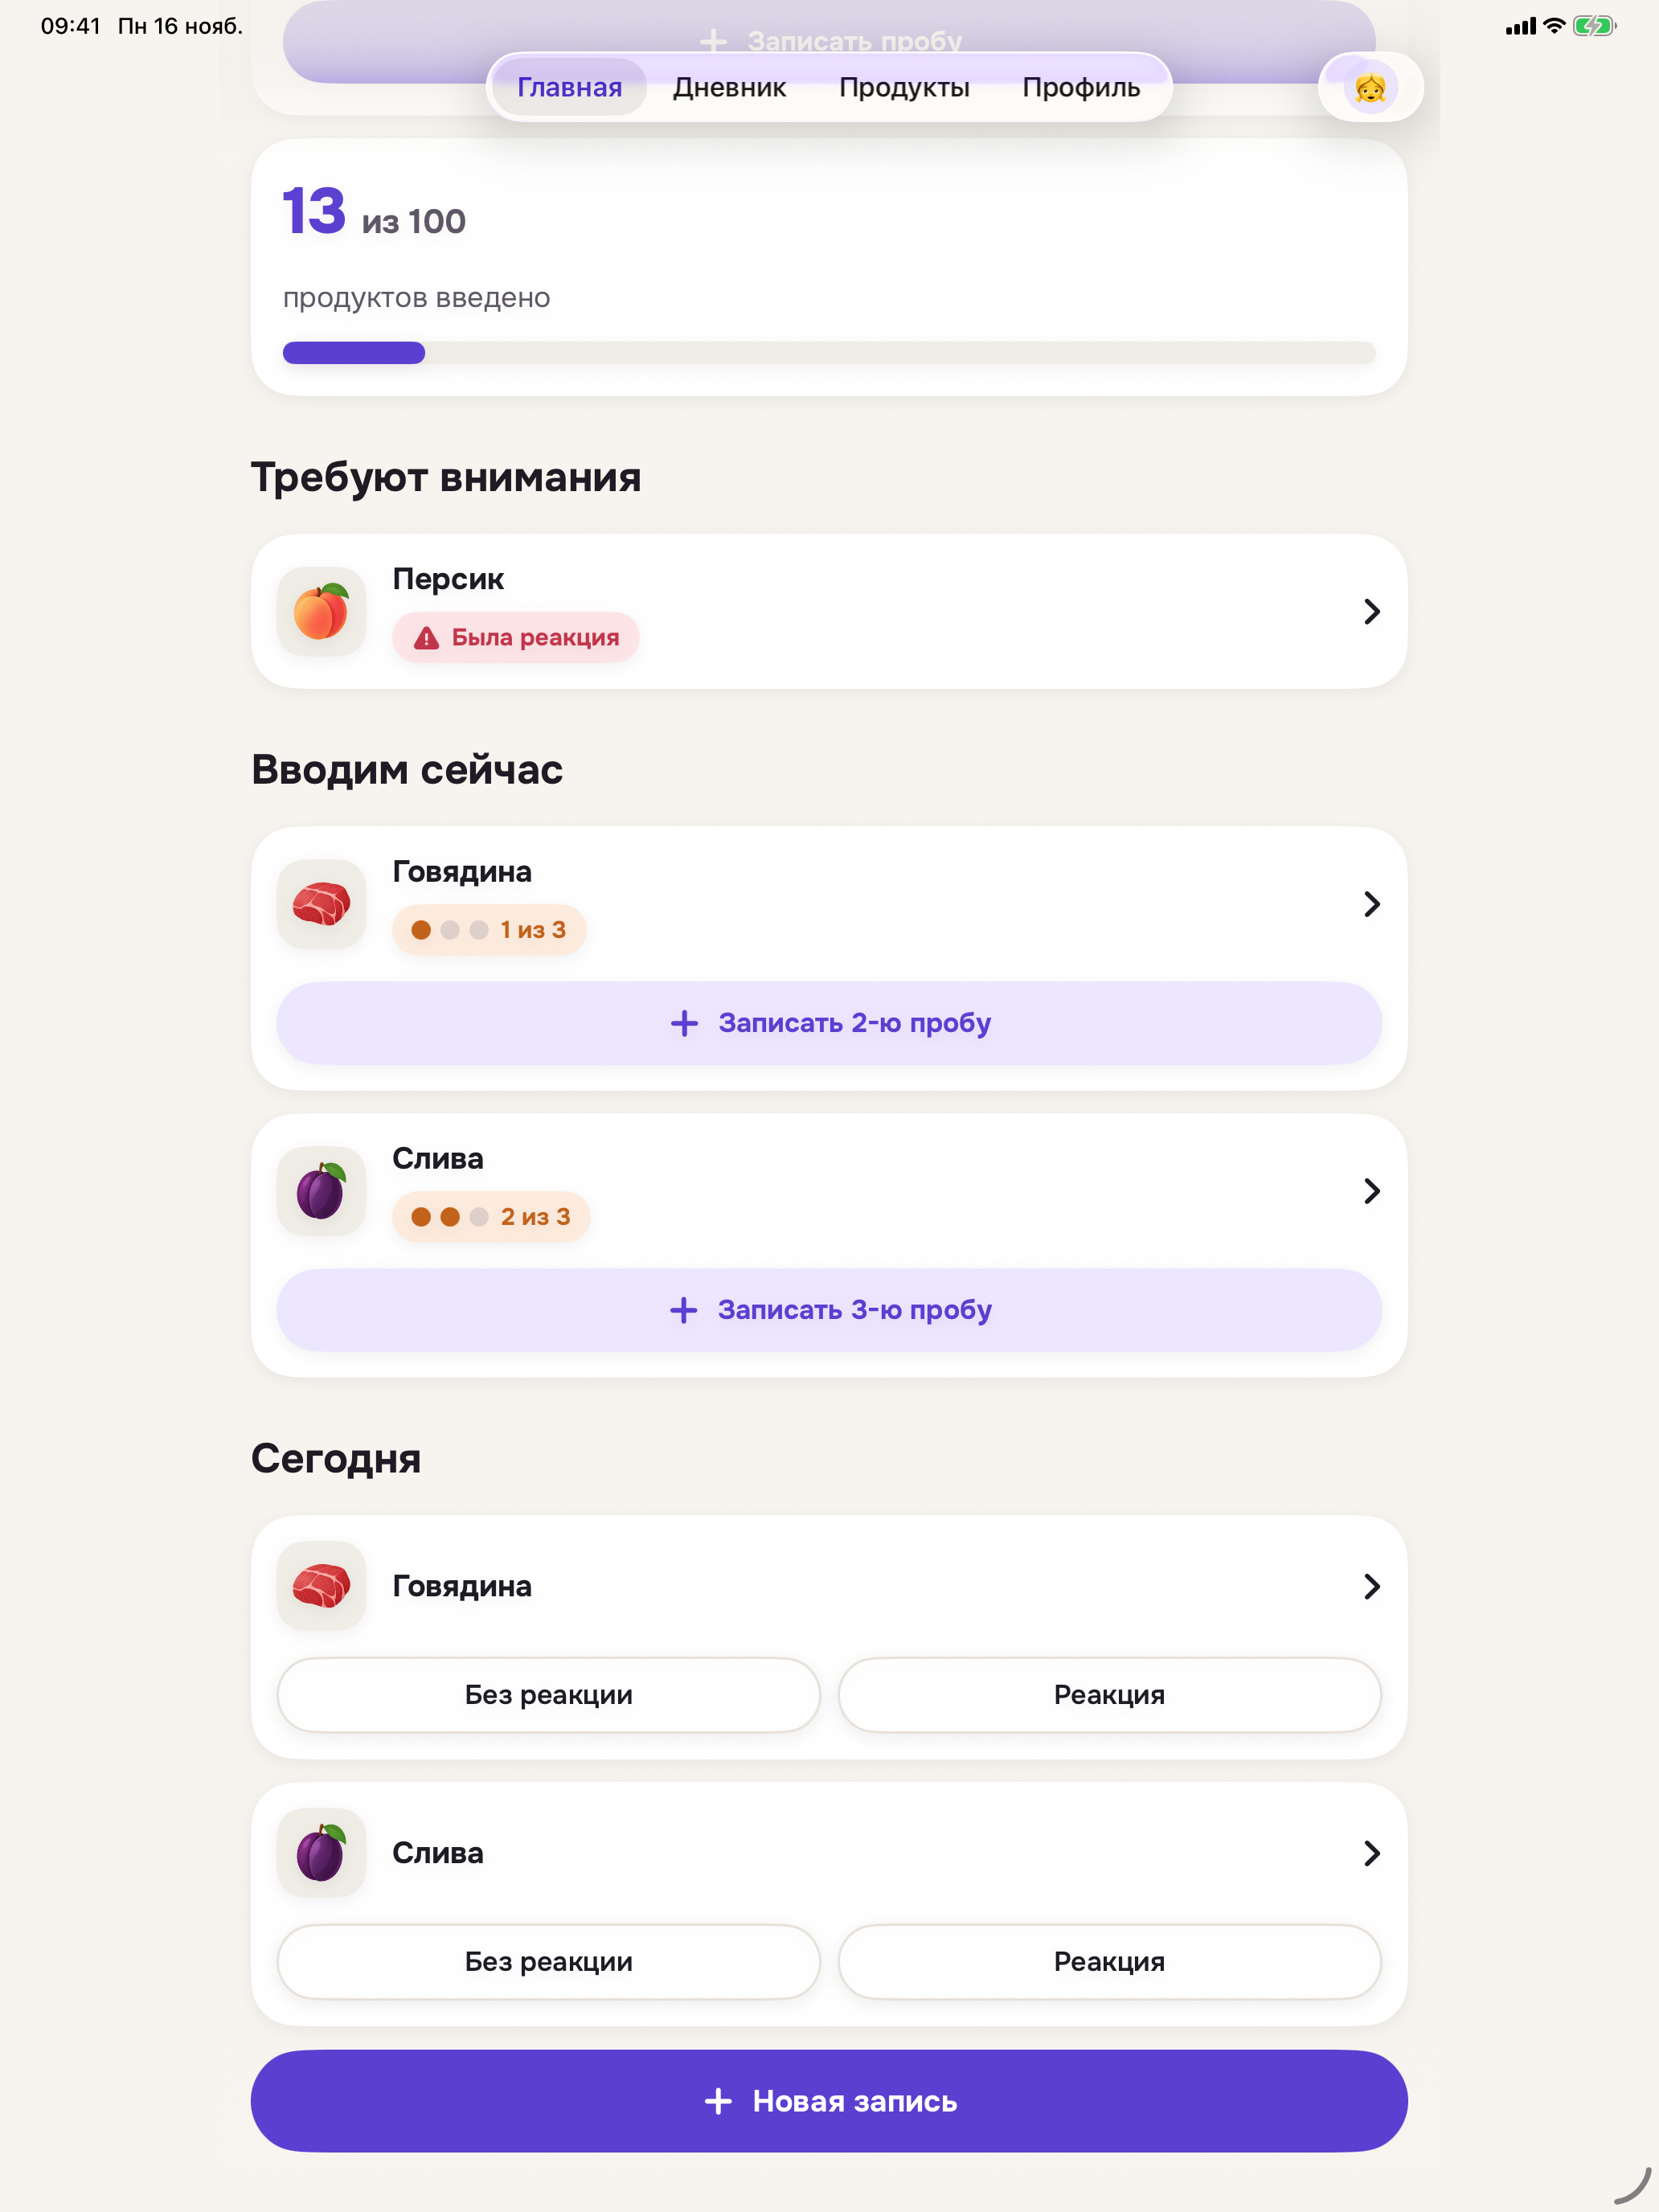 09:41 Пн 16 нояб.
Записать пробу
Главная Дневник Продукты Профиль
13 из 100
продуктов введено
Требуют внимания
Персик
Была реакция
Вводим сейчас
Говядина
1 из 3
Записать 2-ю пробу
Слива
2 из 3
Записать 3-ю пробу
Сегодня
Говядина
Без реакции Реакция
Слива
Без реакции Реакция
Новая запись